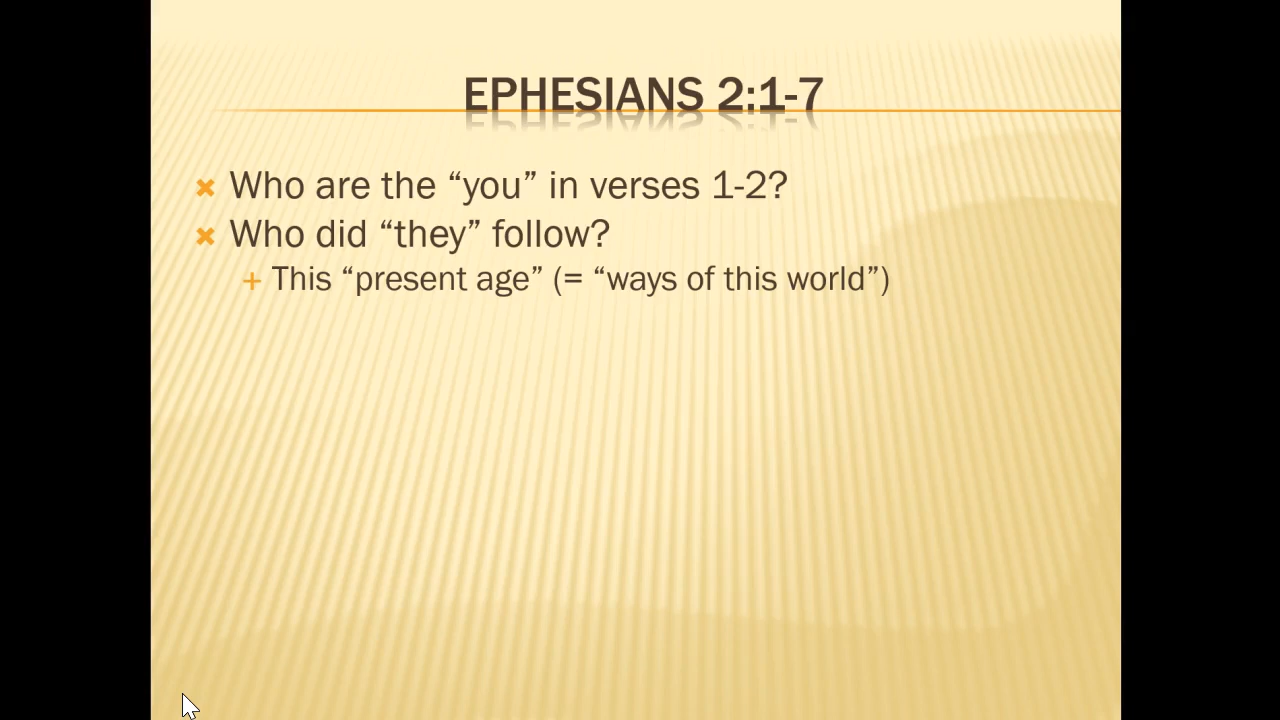 EPHESIANS 2:1-7
Who are the “you” in verses 1-2?
Who did “they” follow?
This “present age” (= “ways of this world”)